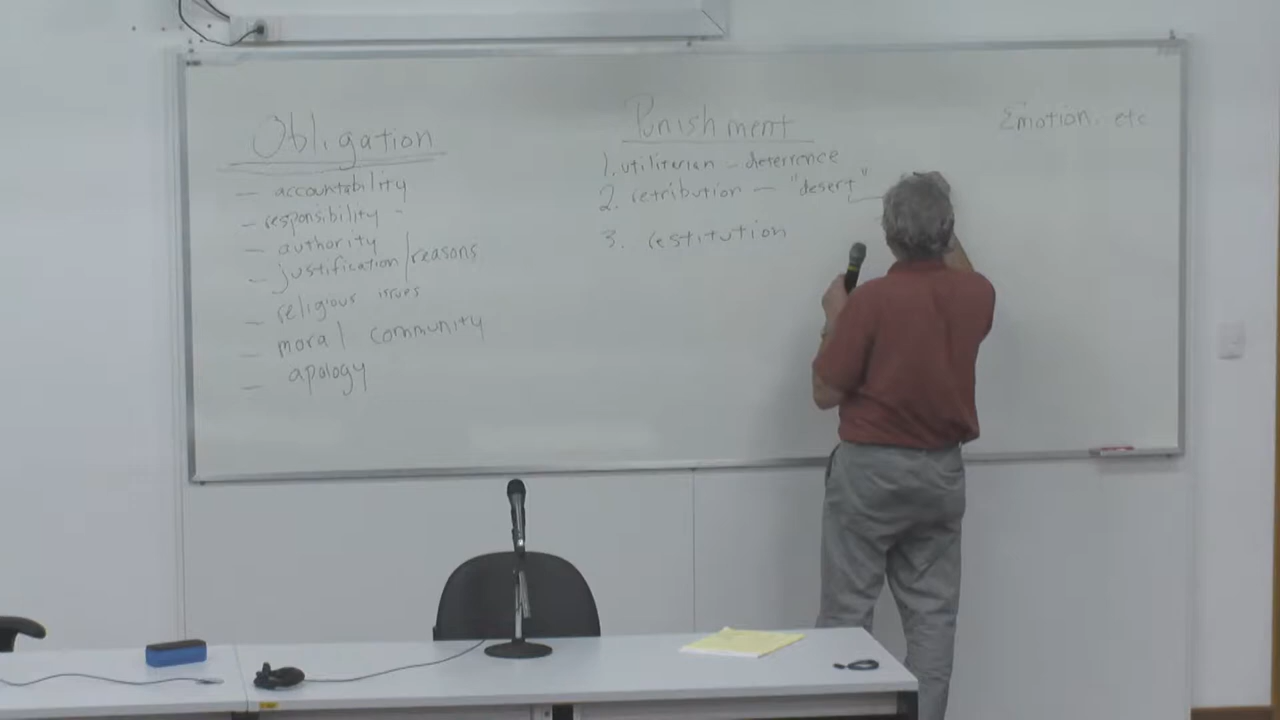 Obligation
— accountability
— responsibility -
— authority
— justification/reasons
— religious issues
— moral community
— apology
Punishment
1. utilitarian - deterrence
2. retribution — "desert"
3. restitution
Emotion, etc